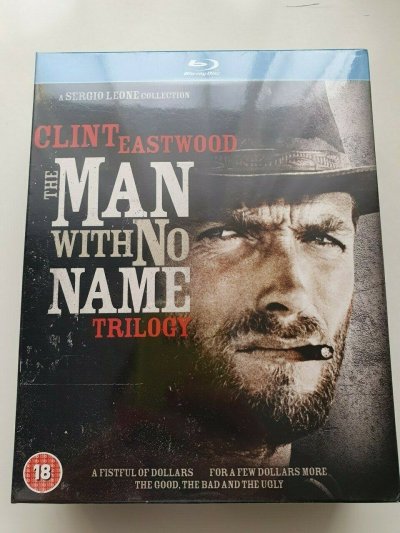 Blu-ray Disc
A SERGIO LEONE COLLECTION
CLINT EASTWOOD
THE
MAN
WITH NO
NAME
TRILOGY
18
A FISTFUL OF DOLLARS FOR A FEW DOLLARS MORE
THE GOOD, THE BAD AND THE UGLY